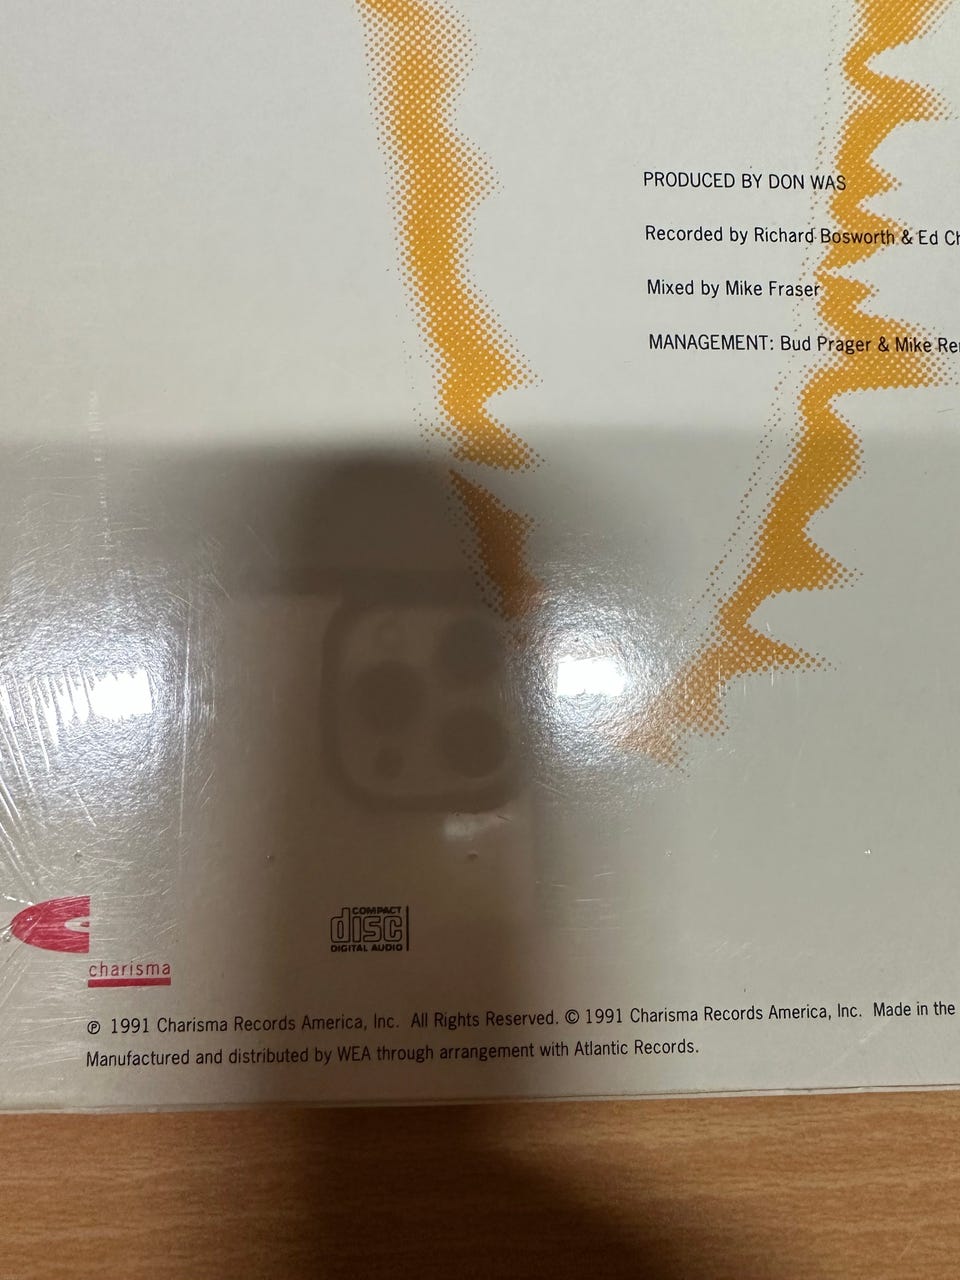 PRODUCED BY DON WAS
Recorded by Richard Bosworth & Ed
Mixed by Mike Fraser
MANAGEMENT: Bud Prager & Mike
COMPACT
disc
DIGITAL AUDIO
charisma
℗ 1991 Charisma Records America, Inc. All Rights Reserved. © 1991 Charisma Records America, Inc. Made in the
Manufactured and distributed by WEA through arrangement with Atlantic Records.